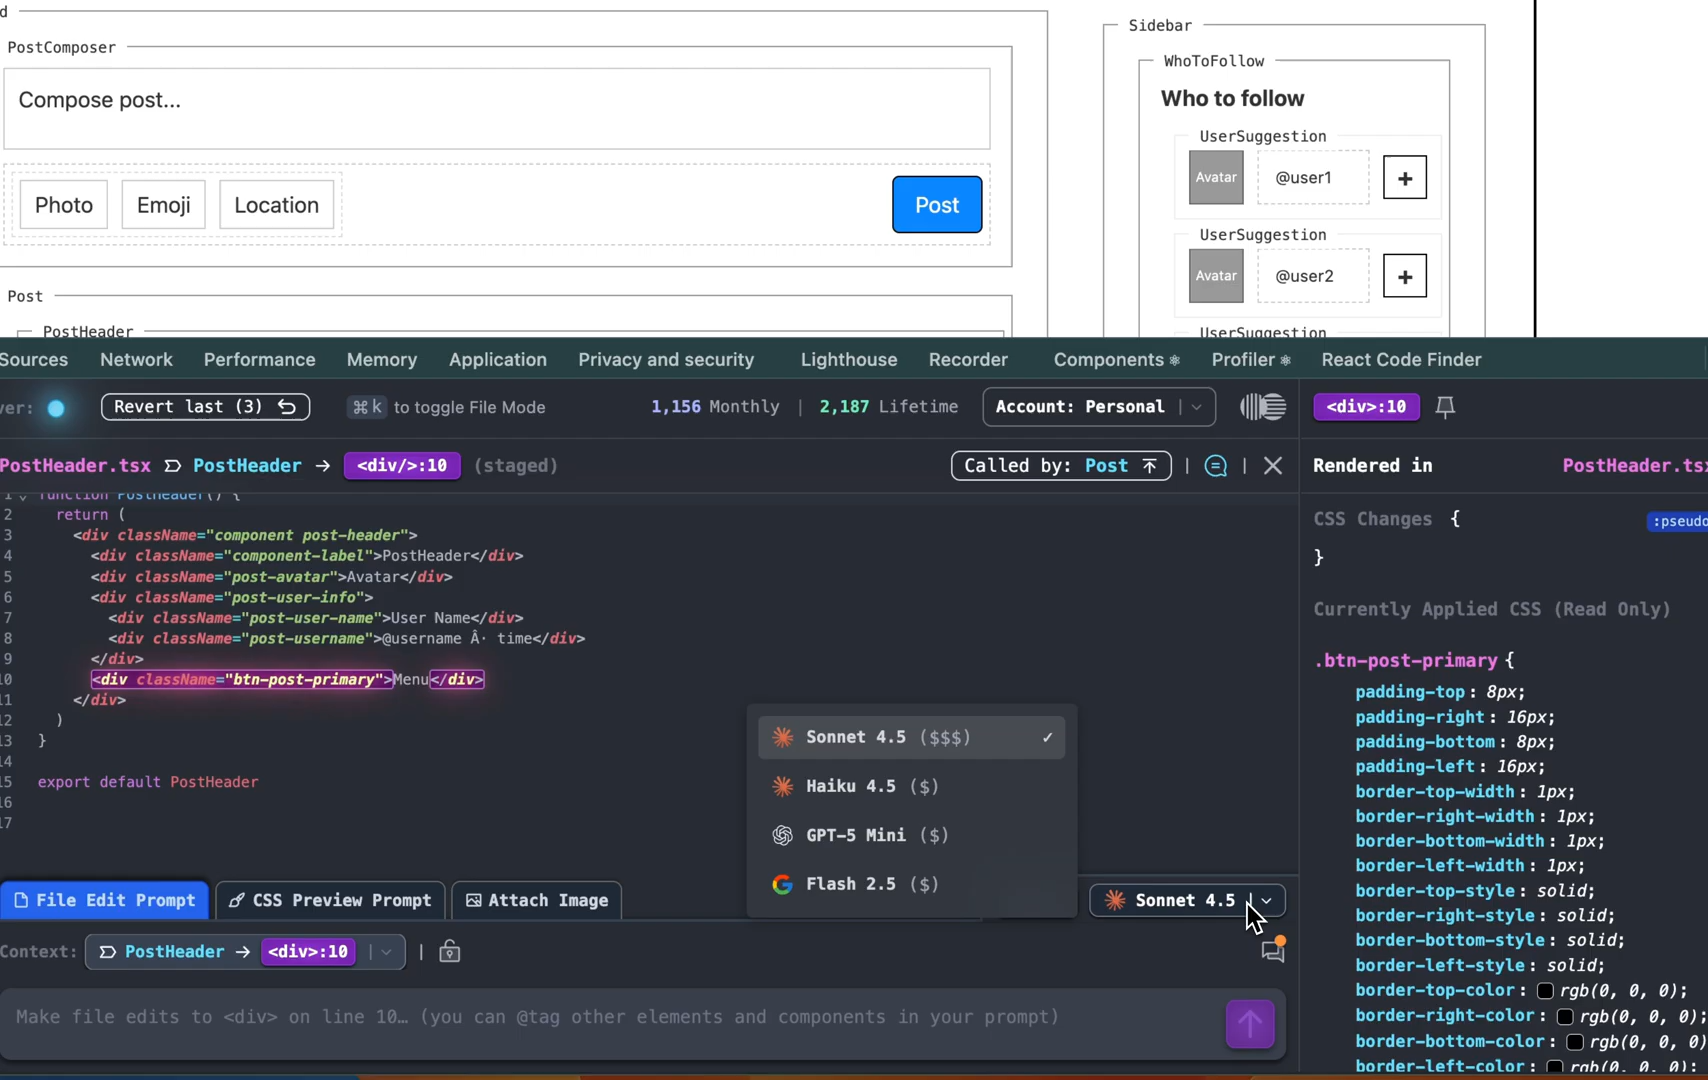 d
PostComposer
Compose post...
Photo
Emoji
Location
Post
Post
PostHeader
Sidebar
WhoToFollow
Who to follow
UserSuggestion
Avatar
@user1
+
UserSuggestion
Avatar
@user2
+
UserSuggestion
Sources Network Performance Memory Application Privacy and security Lighthouse Recorder Components ⚛ Profiler ⚛ React Code Finder
ver: Revert last (3) ⌘ k to toggle File Mode 1,156 Monthly | 2,187 Lifetime Account: Personal
PostHeader.tsx PostHeader → <div/>:10 (staged) Called by: Post
1 function PostHeader() {
2 return (
3 <div className="component post-header">
4 <div className="component-label">PostHeader</div>
5 <div className="post-avatar">Avatar</div>
6 <div className="post-user-info">
7 <div className="post-user-name">User Name</div>
8 <div className="post-username">@username Â· time</div>
9 </div>
10 <div className="btn-post-primary">Menu</div>
11 </div>
12 )
13 }
14
15 export default PostHeader
16
17
Sonnet 4.5 ($$$) ✓
Haiku 4.5 ($)
GPT-5 Mini ($)
Flash 2.5 ($)
File Edit Prompt CSS Preview Prompt Attach Image Sonnet 4.5
Context: PostHeader → <div>:10
Make file edits to <div> on line 10… (you can @tag other elements and components in your prompt)
<div>:10
Rendered in PostHeader.tsx
CSS Changes { :pseudo
}
Currently Applied CSS (Read Only)
.btn-post-primary {
padding-top: 8px;
padding-right: 16px;
padding-bottom: 8px;
padding-left: 16px;
border-top-width: 1px;
border-right-width: 1px;
border-bottom-width: 1px;
border-left-width: 1px;
border-top-style: solid;
border-right-style: solid;
border-bottom-style: solid;
border-left-style: solid;
border-top-color: rgb(0, 0, 0);
border-right-color: rgb(0, 0, 0);
border-bottom-color: rgb(0, 0, 0)
border-left-color: rgb(0, 0, 0);